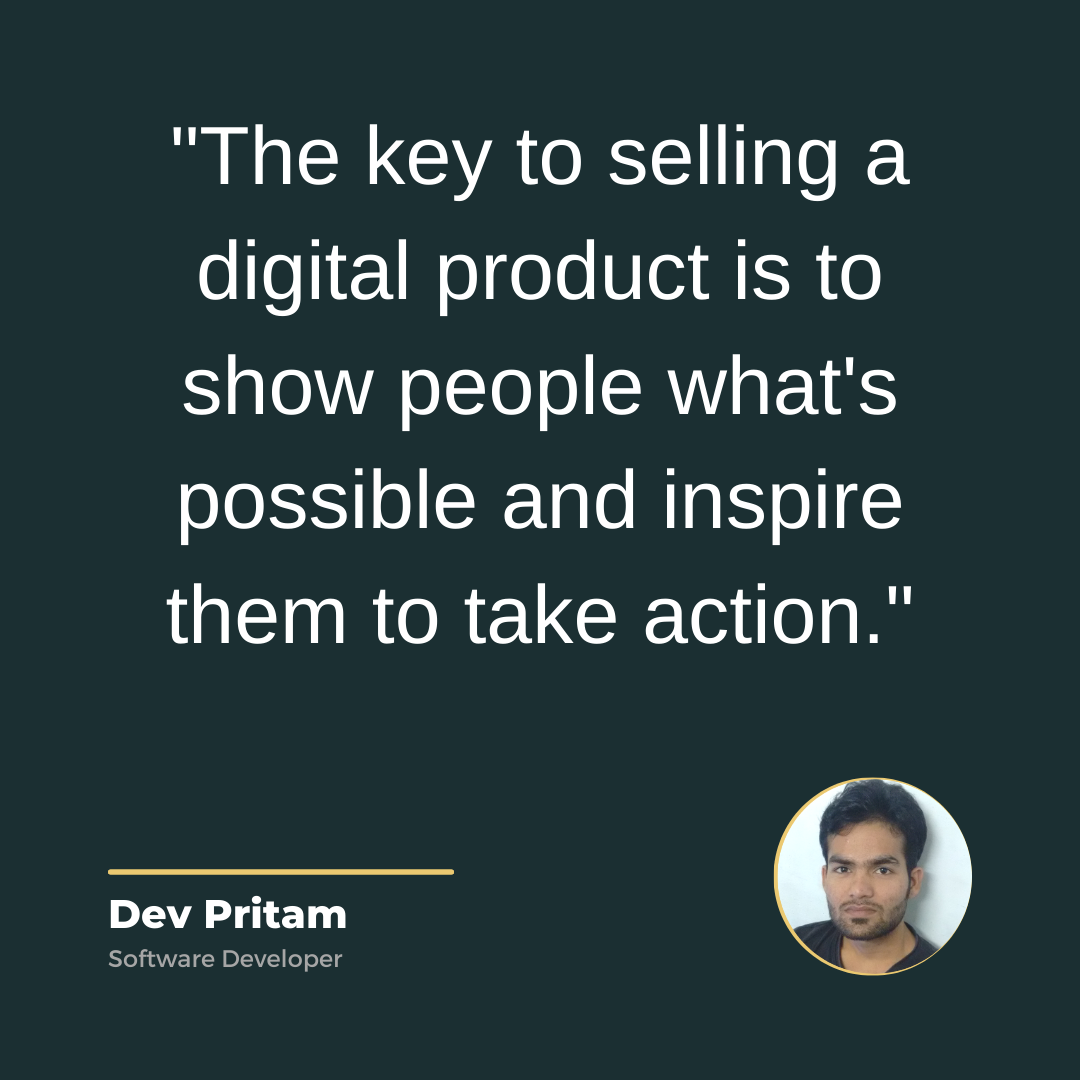 "The key to selling a
digital product is to
show people what's
possible and inspire
them to take action."
Dev Pritam
Software Developer